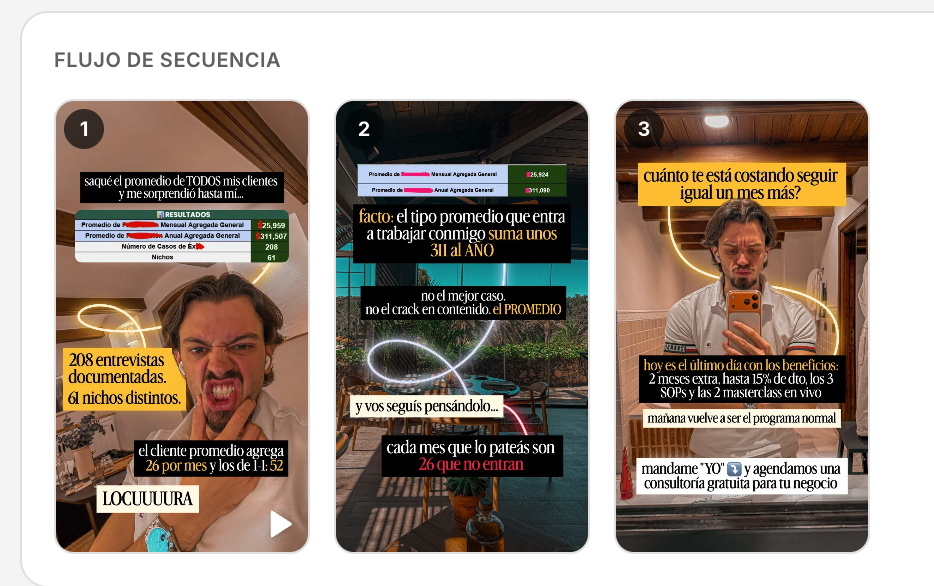 FLUJO DE SECUENCIA
1
saqué el promedio de TODOS mis clientes
y me sorprendió hasta mí...
RESULTADOS
Promedio de Mensual Agregada General 25,959
Promedio de Anual Agregada General 311,507
Número de Casos de Éx 208
Nichos 61
208 entrevistas
documentadas.
61 nichos distintos.
el cliente promedio agrega
26 por mes y los de 1-1: 52
LOCUUUURA
2
Promedio de Mensual Agregada General 25,924
Promedio de Anual Agregada General 311,090
facto: el tipo promedio que entra
a trabajar conmigo suma unos
311 al AÑO
no el mejor caso.
no el crack en contenido. el PROMEDIO
y vos seguís pensándolo...
cada mes que lo pateás son
26 que no entran
3
cuánto te está costando seguir
igual un mes más?
hoy es el último día con los beneficios:
2 meses extra, hasta 15% de dto, los 3
SOPs y las 2 masterclass en vivo
mañana vuelve a ser el programa normal
mandame "YO" y agendamos una
consultoría gratuita para tu negocio